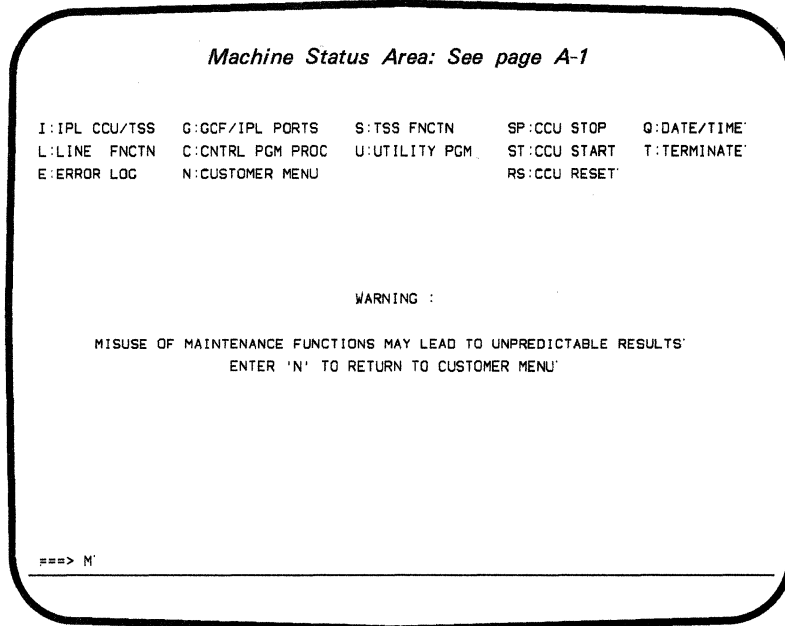 Machine Status Area: See page A-1
I:IPL CCU/TSS G:GCF/IPL PORTS S:TSS FNCTN SP:CCU STOP Q:DATE/TIME
L:LINE FNCTN C:CNTRL PGM PROC U:UTILITY PGM ST:CCU START T:TERMINATE
E:ERROR LOG N:CUSTOMER MENU RS:CCU RESET
WARNING :
MISUSE OF MAINTENANCE FUNCTIONS MAY LEAD TO UNPREDICTABLE RESULTS
ENTER 'N' TO RETURN TO CUSTOMER MENU
===> M